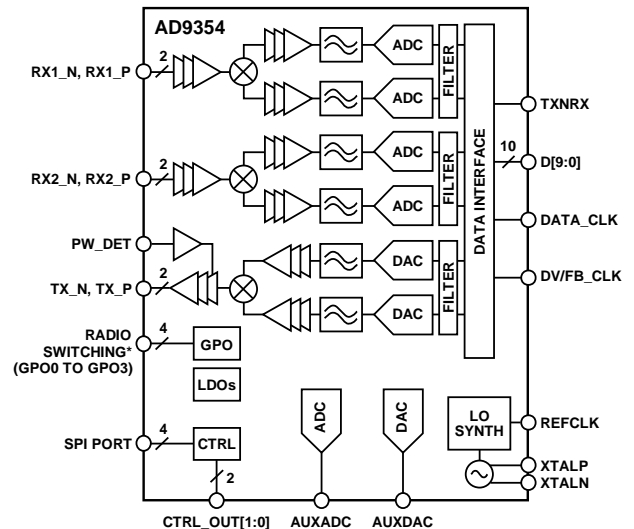 AD9354
RX1_N, RX1_P
2
ADC
ADC
FILTER
RX2_N, RX2_P
2
ADC
ADC
FILTER
PW_DET
TX_N, TX_P
2
DAC
DAC
FILTER
DATA INTERFACE
TXNRX
10
D[9:0]
DATA_CLK
DV/FB_CLK
RADIO
SWITCHING*
(GPO0 TO GPO3)
4
GPO
LDOs
SPI PORT
4
CTRL
2
ADC
DAC
LO
SYNTH
REFCLK
XTALP
XTALN
CTRL_OUT[1:0]
AUXADC
AUXDAC